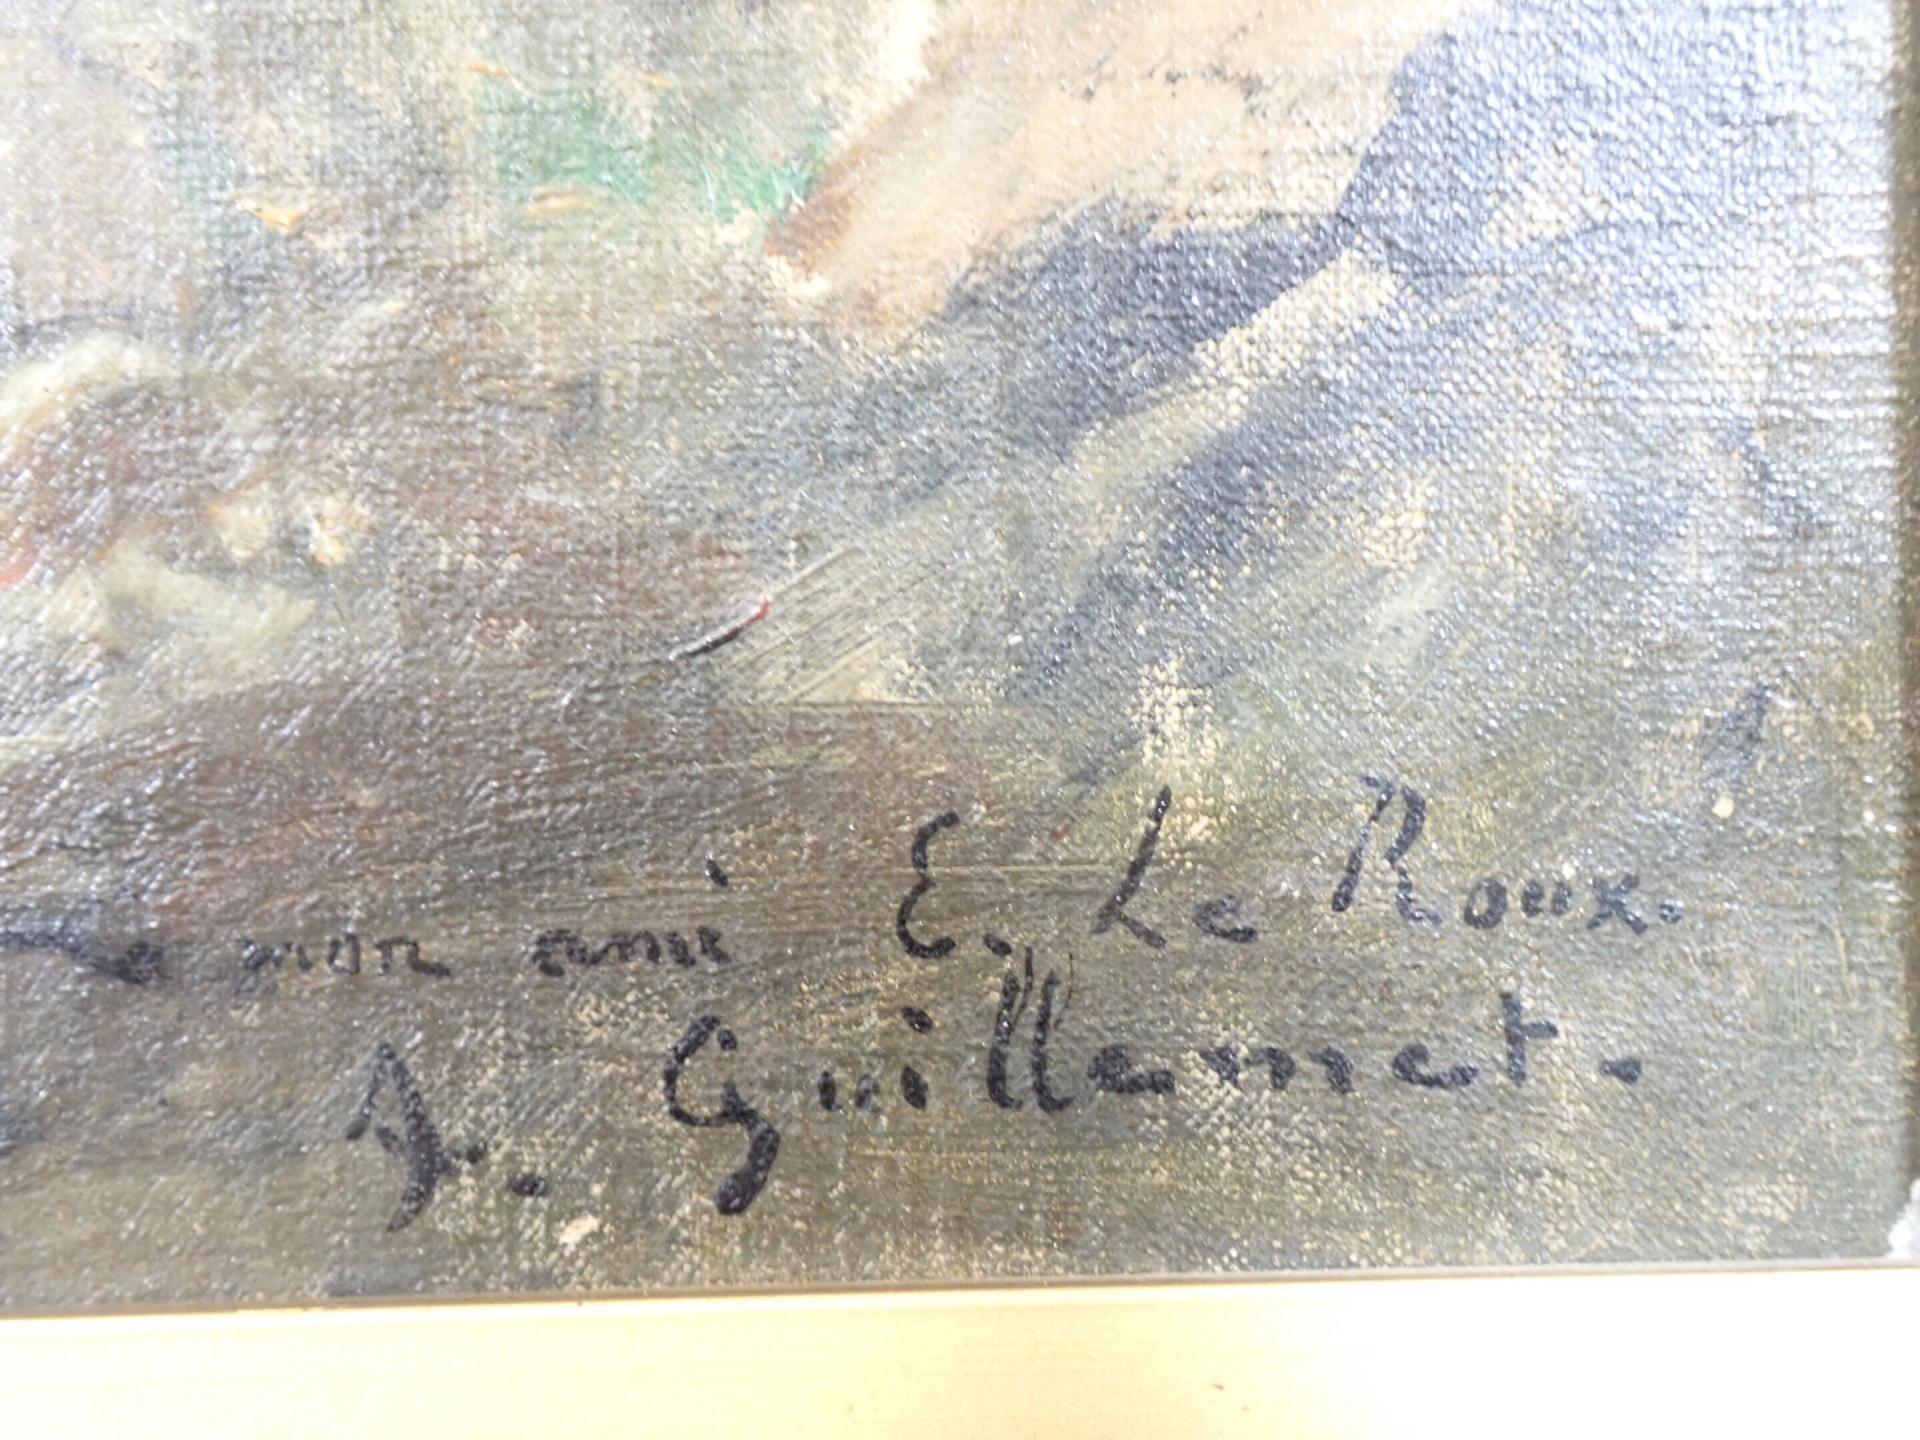 mon ami E. Le Roux.
A. Guillemet.